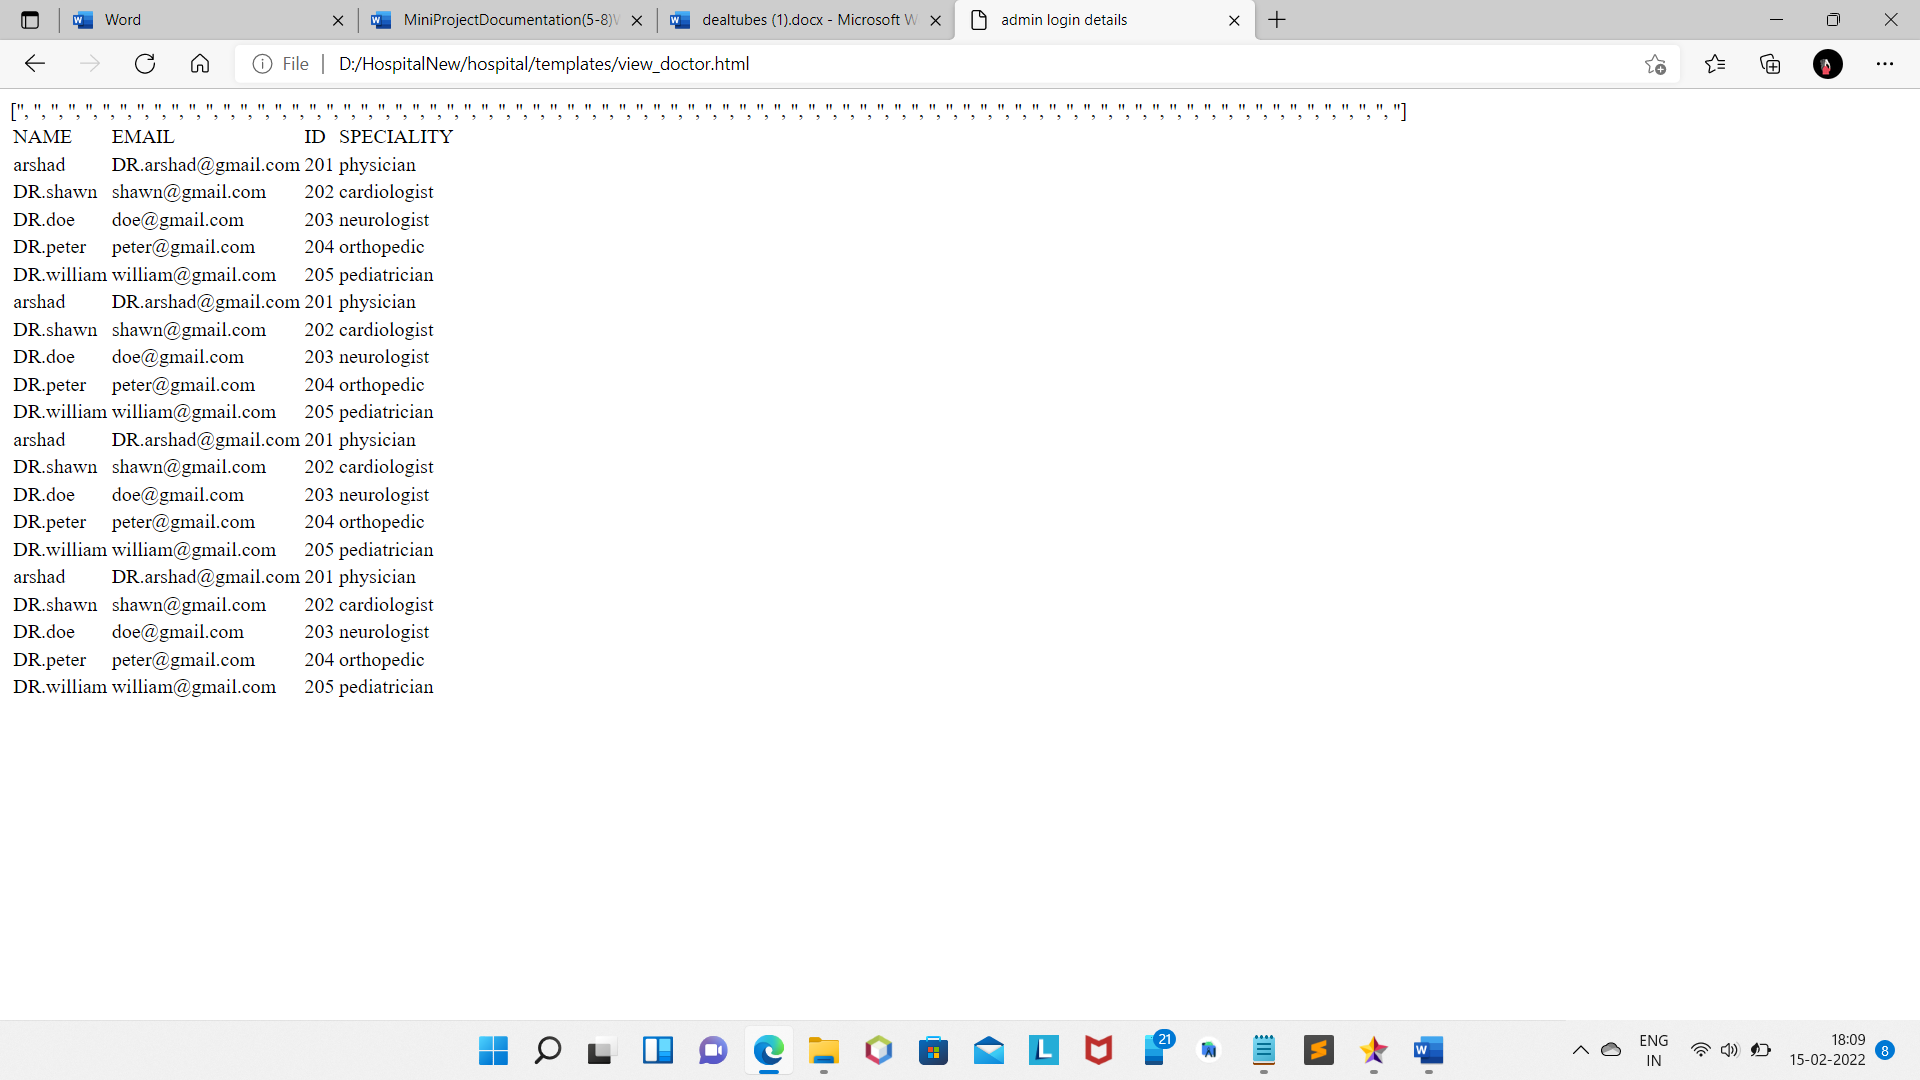 Word
MiniProjectDocumentation(5-8)
dealtubes (1).docx - Microsoft W
admin login details
File
D:/HospitalNew/hospital/templates/view_doctor.html
NAME EMAIL ID SPECIALITY
arshad DR.arshad@gmail.com 201 physician
DR.shawn shawn@gmail.com 202 cardiologist
DR.doe doe@gmail.com 203 neurologist
DR.peter peter@gmail.com 204 orthopedic
DR.william william@gmail.com 205 pediatrician
arshad DR.arshad@gmail.com 201 physician
DR.shawn shawn@gmail.com 202 cardiologist
DR.doe doe@gmail.com 203 neurologist
DR.peter peter@gmail.com 204 orthopedic
DR.william william@gmail.com 205 pediatrician
arshad DR.arshad@gmail.com 201 physician
DR.shawn shawn@gmail.com 202 cardiologist
DR.doe doe@gmail.com 203 neurologist
DR.peter peter@gmail.com 204 orthopedic
DR.william william@gmail.com 205 pediatrician
arshad DR.arshad@gmail.com 201 physician
DR.shawn shawn@gmail.com 202 cardiologist
DR.doe doe@gmail.com 203 neurologist
DR.peter peter@gmail.com 204 orthopedic
DR.william william@gmail.com 205 pediatrician
21
ENG
IN
18:09
15-02-2022
8